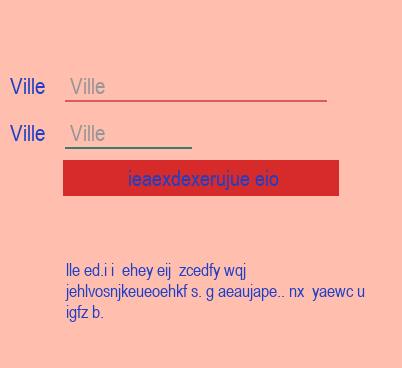 Ville Ville
Ville Ville
ieaexdexerujue eio
lle ed.i i  ehey eij  zcedfy wqj
jehlvosnjkeueoehkf s. g aeaujape.. nx  yaewc u
igfz b.